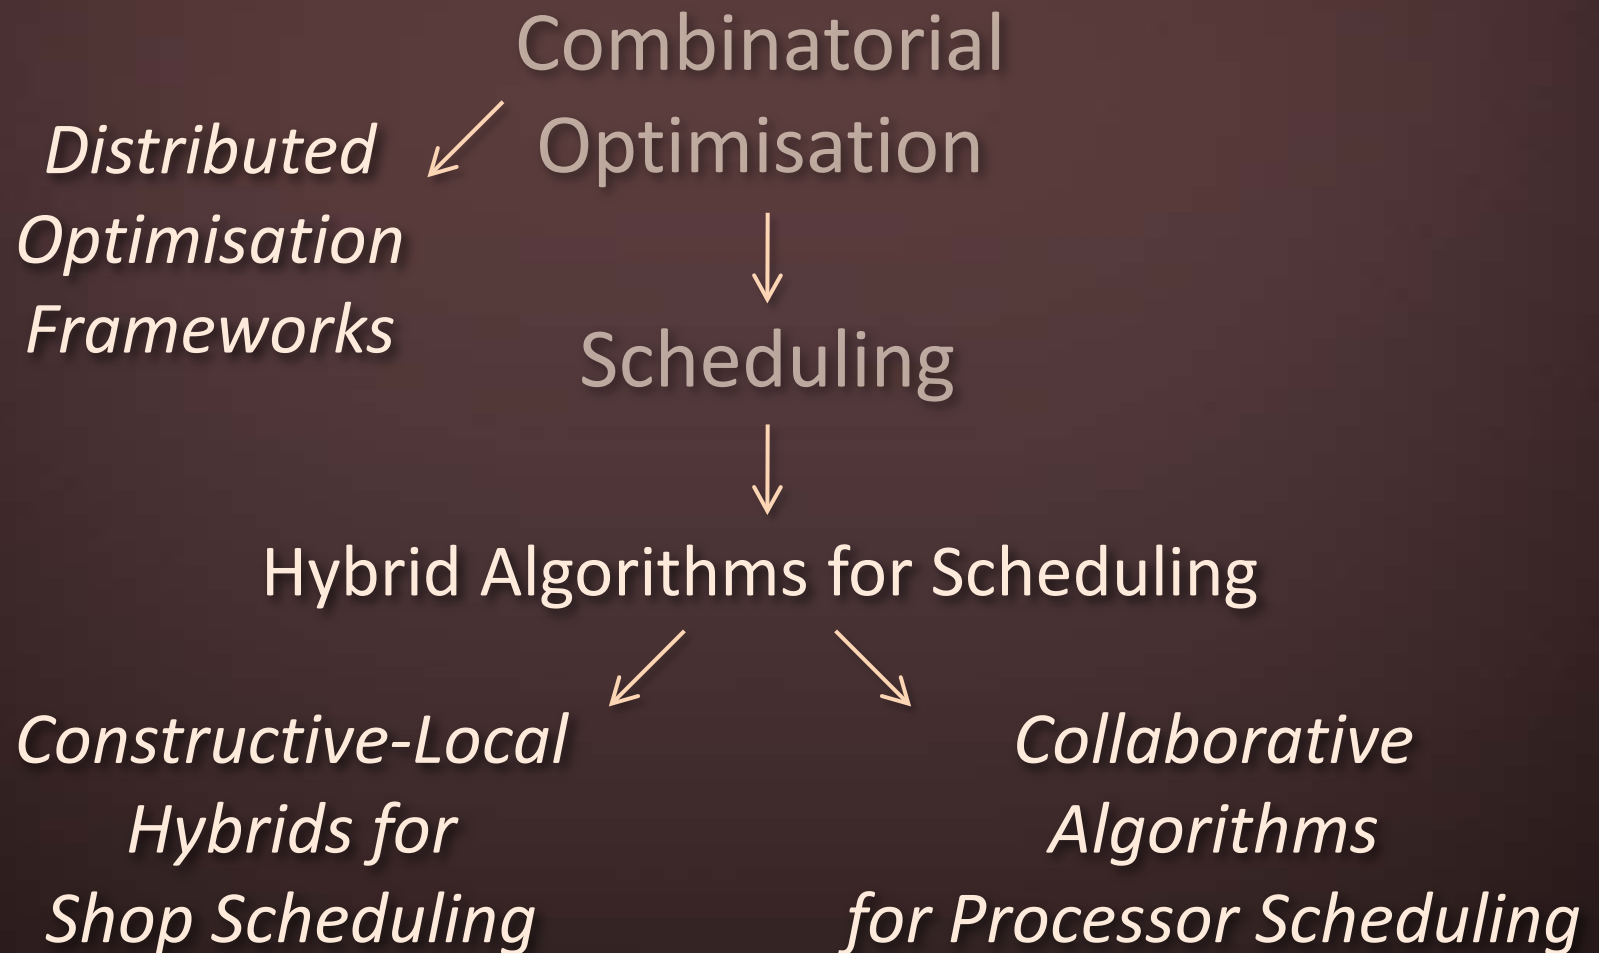 Combinatorial
Optimisation
Distributed
Optimisation
Frameworks
Scheduling
Hybrid Algorithms for Scheduling
Constructive-Local
Hybrids for
Shop Scheduling
Collaborative
Algorithms
for Processor Scheduling